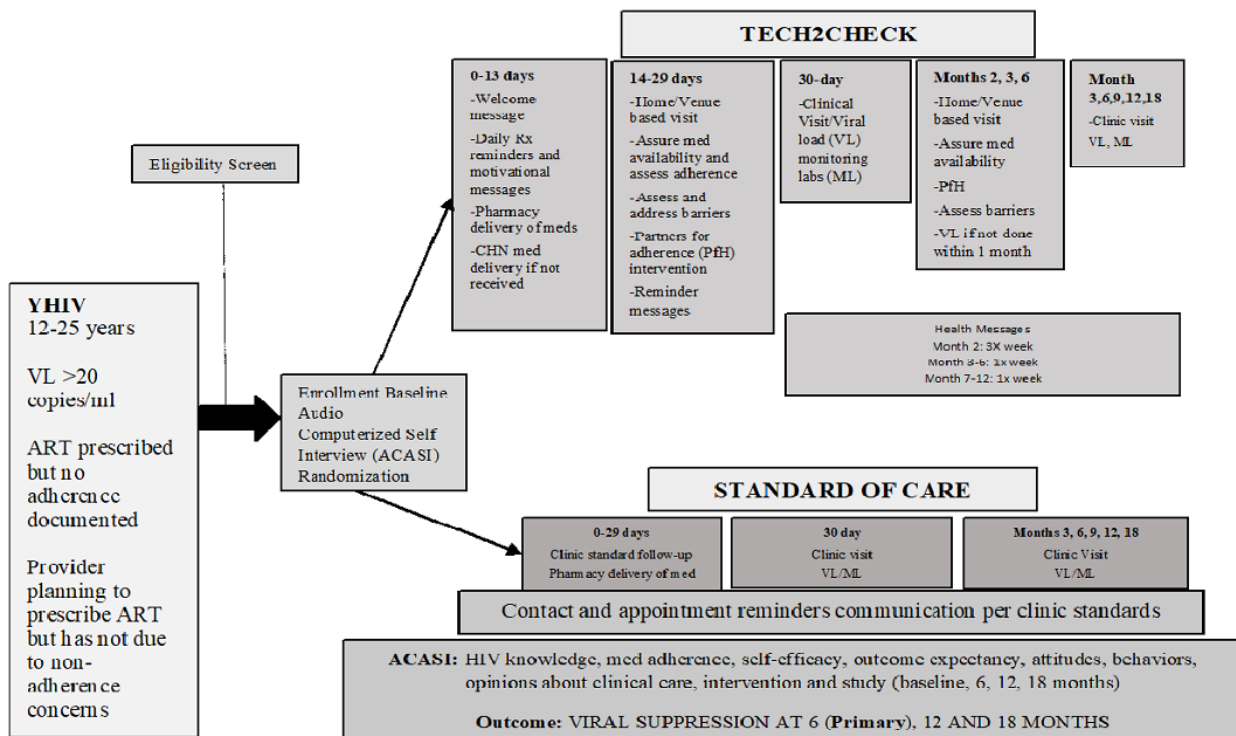 TECH2CHECK
0-13 days
-Welcome
message
-Daily Rx
reminders and
motivational
messages
-Pharmacy
delivery of meds
-CHN med
delivery if not
received
14-29 days
-Home/Venue
based visit
-Assure med
availability and
assess adherence
-Assess and
address barriers
-Partners for
adherence (PfH)
intervention
-Reminder
messages
30-day
-Clinical
Visit/Viral
load (VL)
monitoring
labs (ML)
Months 2, 3, 6
-Home/Venue
based visit
-Assure med
availability
-PfH
-Assess barriers
-VL if not done
within 1 month
Month
3,6,9,12,18
-Clinic visit
VL, ML
Eligibility Screen
YHIV
12-25 years
VL >20
copies/ml
ART prescribed
but no
adherence
documented
Provider
planning to
prescribe ART
but has not due
to non-
adherence
concerns
Enrollment Baseline
Audio
Computerized Self
Interview (ACASI)
Randomization
Health Messages
Month 2: 3X week
Month 3-6: 1x week
Month 7-12: 1x week
STANDARD OF CARE
0-29 days
Clinic standard follow-up
Pharmacy delivery of med
30 day
Clinic visit
VL/ML
Months 3, 6, 9, 12, 18
Clinic Visit
VL/ML
Contact and appointment reminders communication per clinic standards
ACASI: HIV knowledge, med adherence, self-efficacy, outcome expectancy, attitudes, behaviors,
opinions about clinical care, intervention and study (baseline, 6, 12, 18 months)
Outcome: VIRAL SUPPRESSION AT 6 (Primary), 12 AND 18 MONTHS